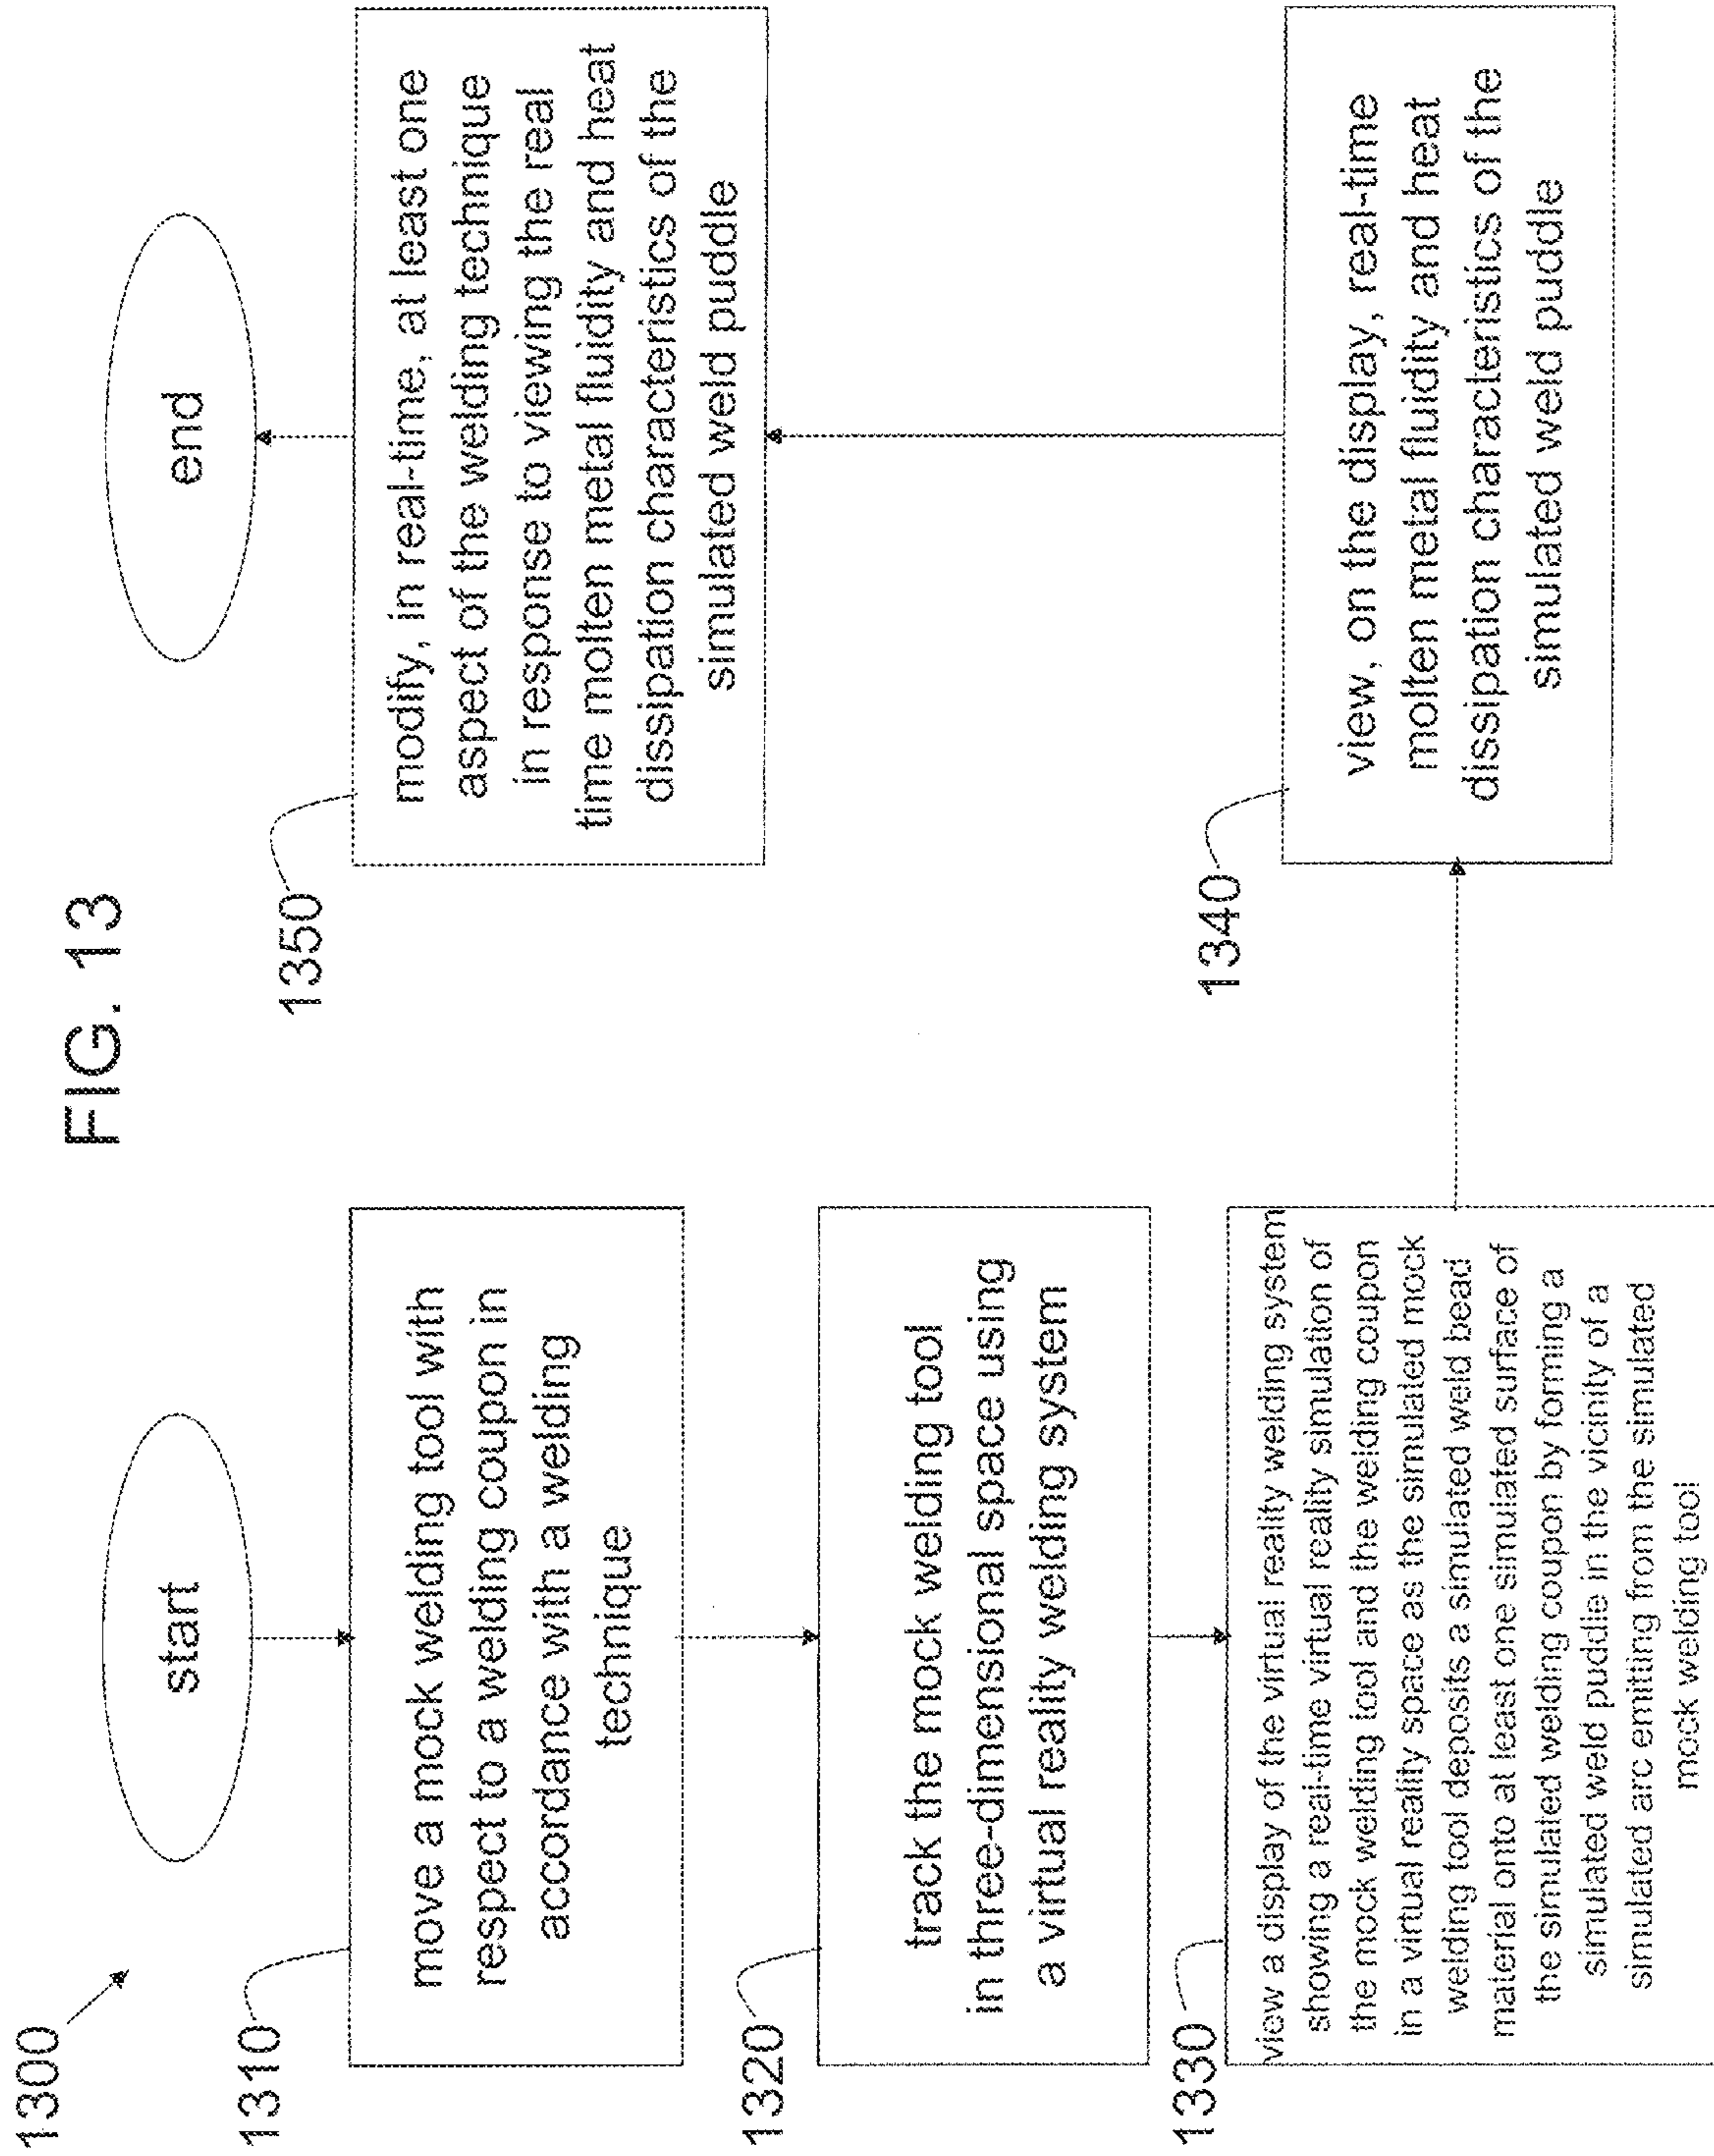 FIG. 13
1300
start
1310
move a mock welding tool with
respect to a welding coupon in
accordance with a welding
technique
1320
track the mock welding tool
in three-dimensional space using
a virtual reality welding system
1330
view a display of the virtual reality welding system
showing a real-time virtual reality simulation of
the mock welding tool and the welding coupon
in a virtual reality space as the simulated mock
welding tool deposits a simulated weld bead
material onto at least one simulated surface of
the simulated welding coupon by forming a
simulated weld puddle in the vicinity of a
simulated arc emitting from the simulated
mock welding tool
1340
view, on the display, real-time
molten metal fluidity and heat
dissipation characteristics of the
simulated weld puddle
1350
modify, in real-time, at least one
aspect of the welding technique
in response to viewing the real
time molten metal fluidity and heat
dissipation characteristics of the
simulated weld puddle
end